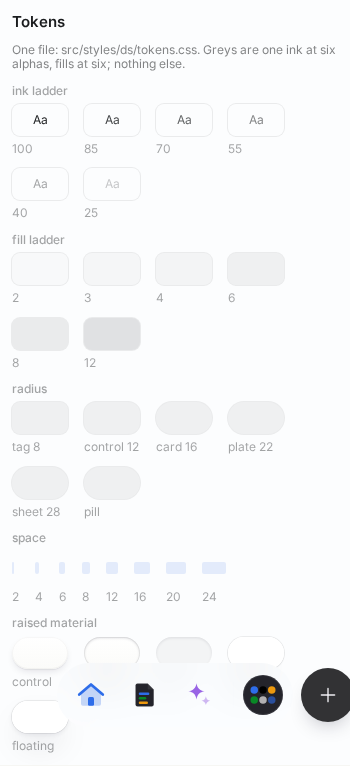 Tokens
One file: src/styles/ds/tokens.css. Greys are one ink at six
alphas, fills at six; nothing else.
ink ladder
Aa Aa Aa Aa
100 85 70 55
Aa Aa
40 25
fill ladder
2 3 4 6
8 12
radius
tag 8 control 12 card 16 plate 22
sheet 28 pill
space
2 4 6 8 12 16 20 24
raised material
control
floating